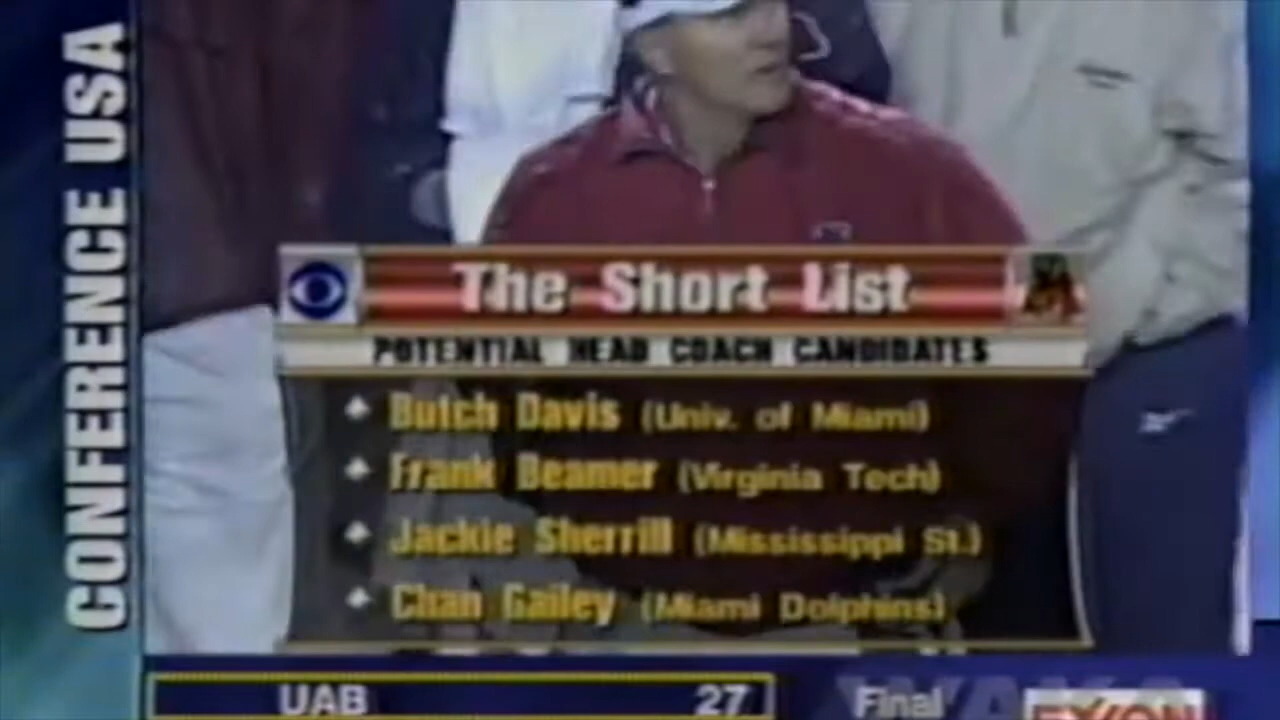 CONFERENCE USA
The Short List
POTENTIAL HEAD COACH CANDIDATES
Butch Davis (Univ. of Miami)
Frank Beamer (Virginia Tech)
Jackie Sherrill (Mississippi St.)
Chan Gailey (Miami Dolphins)
UAB 27 Final
EXXON